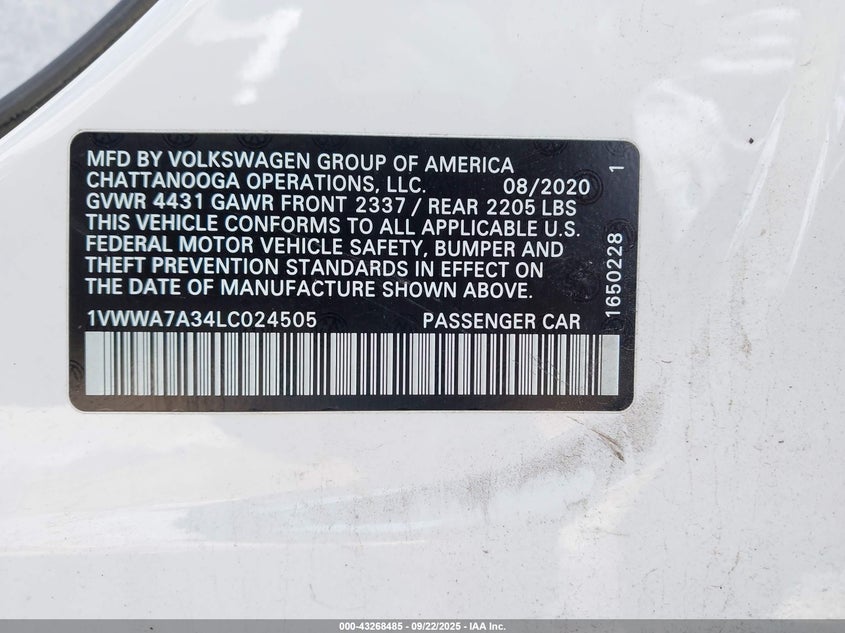 MFD BY VOLKSWAGEN GROUP OF AMERICA
CHATTANOOGA OPERATIONS, LLC. 08/2020
GVWR 4431 GAWR FRONT 2337 / REAR 2205 LBS
THIS VEHICLE CONFORMS TO ALL APPLICABLE U.S.
FEDERAL MOTOR VEHICLE SAFETY, BUMPER AND
THEFT PREVENTION STANDARDS IN EFFECT ON
THE DATE OF MANUFACTURE SHOWN ABOVE.
1VWWA7A34LC024505 PASSENGER CAR
1650228 1
000-43268485 - 09/22/2025 - IAA Inc.